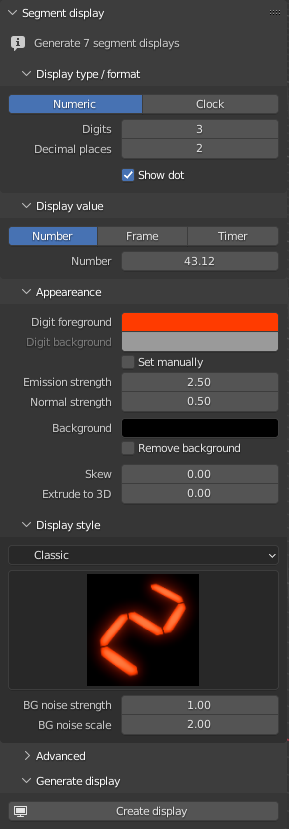 Segment display
Generate 7 segment displays
Display type / format
Numeric Clock
Digits 3
Decimal places 2
Show dot
Display value
Number Frame Timer
Number 43.12
Appeareance
Digit foreground
Digit background
Set manually
Emission strength 2.50
Normal strength 0.50
Background
Remove background
Skew 0.00
Extrude to 3D 0.00
Display style
Classic
BG noise strength 1.00
BG noise scale 2.00
Advanced
Generate display
Create display